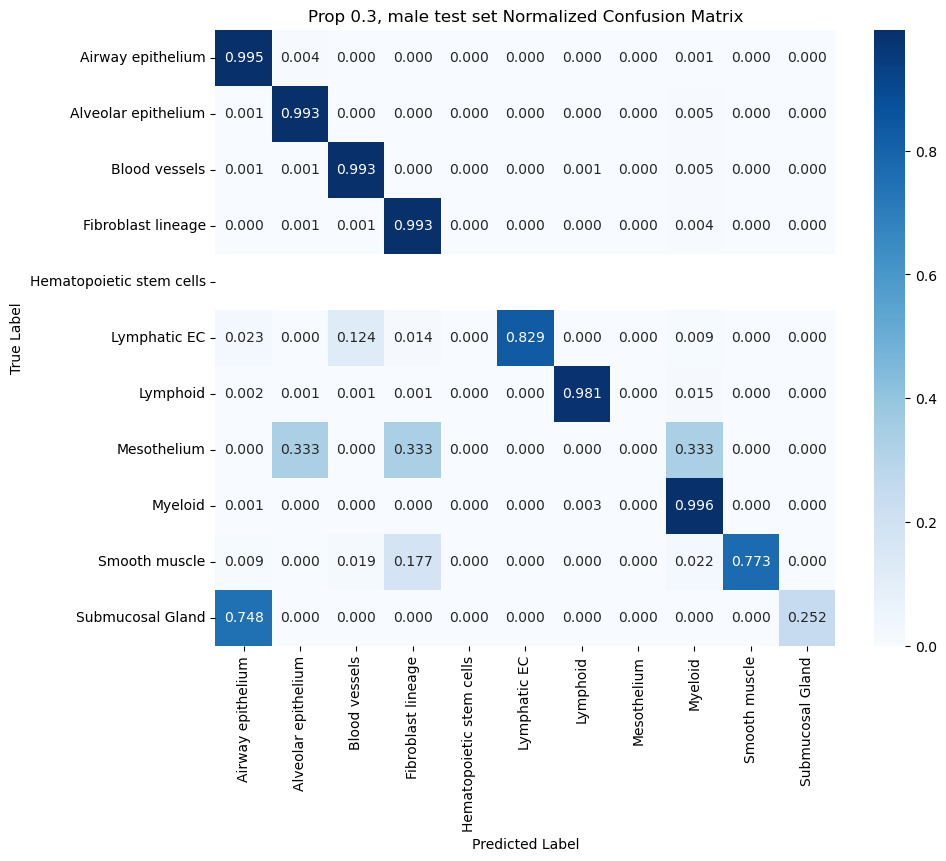 Prop 0.3, male test set Normalized Confusion Matrix
True Label
Airway epithelium 0.995 0.004 0.000 0.000 0.000 0.000 0.000 0.000 0.001 0.000 0.000
Alveolar epithelium 0.001 0.993 0.000 0.000 0.000 0.000 0.000 0.000 0.005 0.000 0.000
Blood vessels 0.001 0.001 0.993 0.000 0.000 0.000 0.001 0.000 0.005 0.000 0.000
Fibroblast lineage 0.000 0.001 0.001 0.993 0.000 0.000 0.000 0.000 0.004 0.000 0.000
Hematopoietic stem cells
Lymphatic EC 0.023 0.000 0.124 0.014 0.000 0.829 0.000 0.000 0.009 0.000 0.000
Lymphoid 0.002 0.001 0.001 0.001 0.000 0.000 0.981 0.000 0.015 0.000 0.000
Mesothelium 0.000 0.333 0.000 0.333 0.000 0.000 0.000 0.000 0.333 0.000 0.000
Myeloid 0.001 0.000 0.000 0.000 0.000 0.000 0.003 0.000 0.996 0.000 0.000
Smooth muscle 0.009 0.000 0.019 0.177 0.000 0.000 0.000 0.000 0.022 0.773 0.000
Submucosal Gland 0.748 0.000 0.000 0.000 0.000 0.000 0.000 0.000 0.000 0.000 0.252
Airway epithelium
Alveolar epithelium
Blood vessels
Fibroblast lineage
Hematopoietic stem cells
Lymphatic EC
Lymphoid
Mesothelium
Myeloid
Smooth muscle
Submucosal Gland
Predicted Label
0.8
0.6
0.4
0.2
0.0